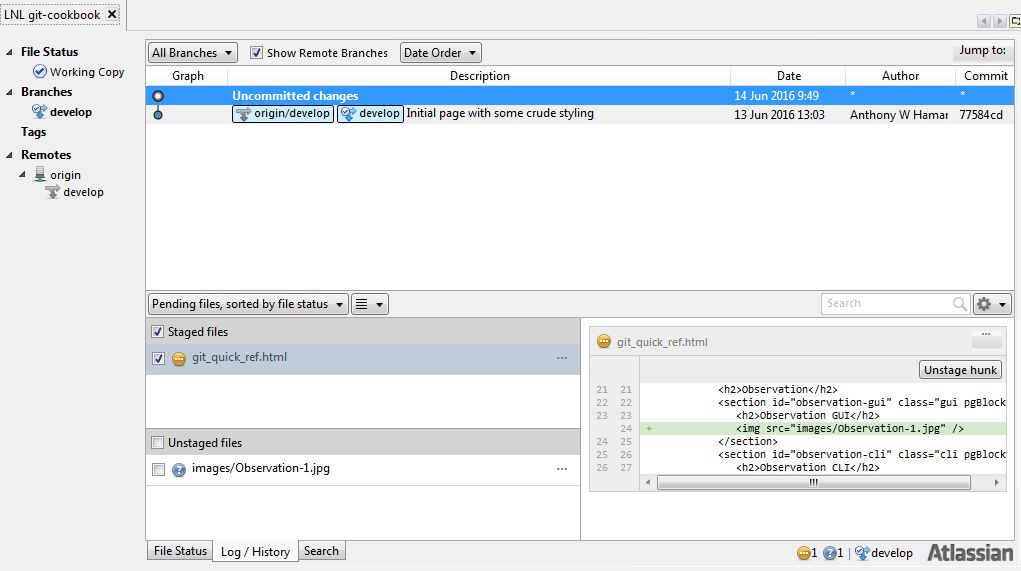 LNL git-cookbook
File Status
Working Copy
Branches
develop
Tags
Remotes
origin
develop
All Branches
Show Remote Branches
Date Order
Jump to:
Graph Description Date Author Commit
Uncommitted changes 14 Jun 2016 9:49 * *
origin/develop develop Initial page with some crude styling 13 Jun 2016 13:03 Anthony W Hamar 77584cd
Pending files, sorted by file status
Search
Staged files
git_quick_ref.html ...
Unstaged files
images/Observation-1.jpg ...
git_quick_ref.html ...
Unstage hunk
21 21 <h2>Observation</h2>
22 22 <section id="observation-gui" class="gui pgBlock
23 23 <h2>Observation GUI</h2>
24 + <img src="images/Observation-1.jpg" />
24 25 </section>
25 26 <section id="observation-cli" class="cli pgBlock
26 27 <h2>Observation CLI</h2>
File Status Log / History Search
1 ?1 develop Atlassian